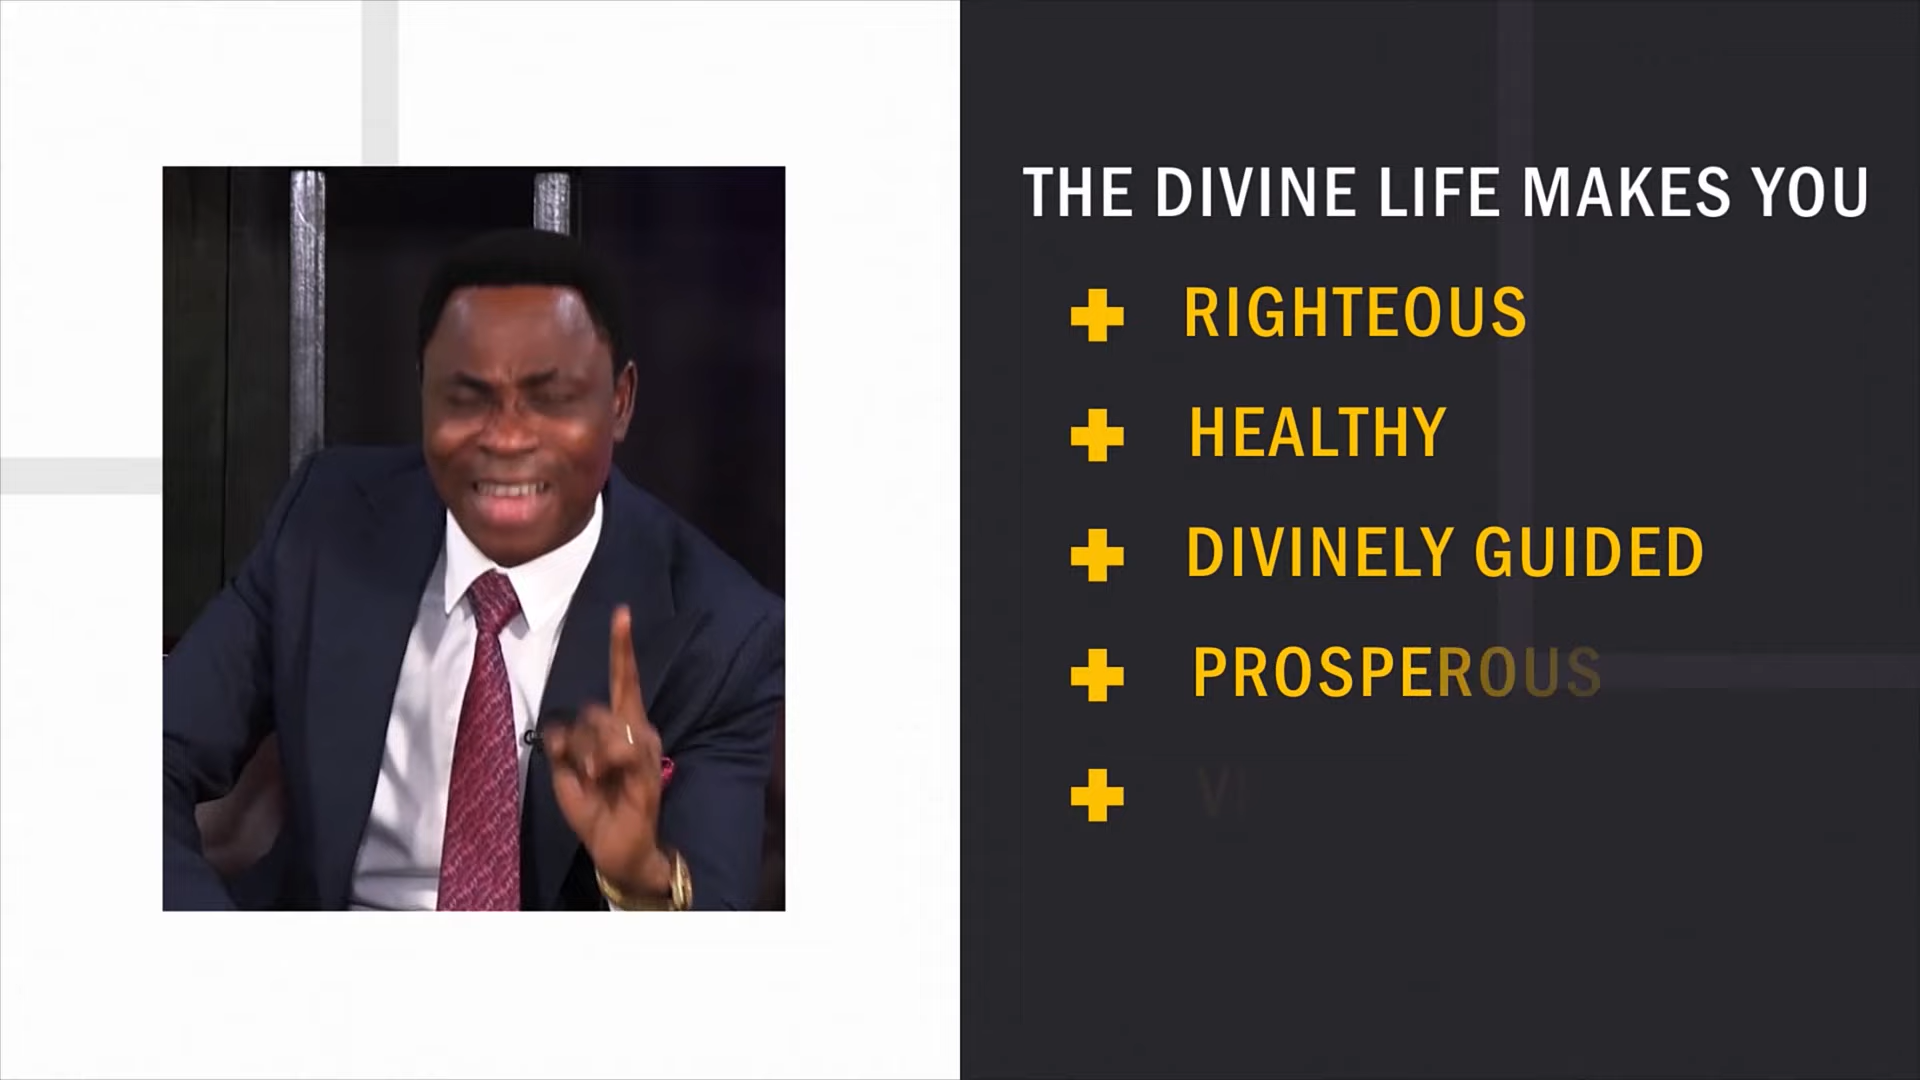 THE DIVINE LIFE MAKES YOU
RIGHTEOUS
HEALTHY
DIVINELY GUIDED
PROSPEROUS